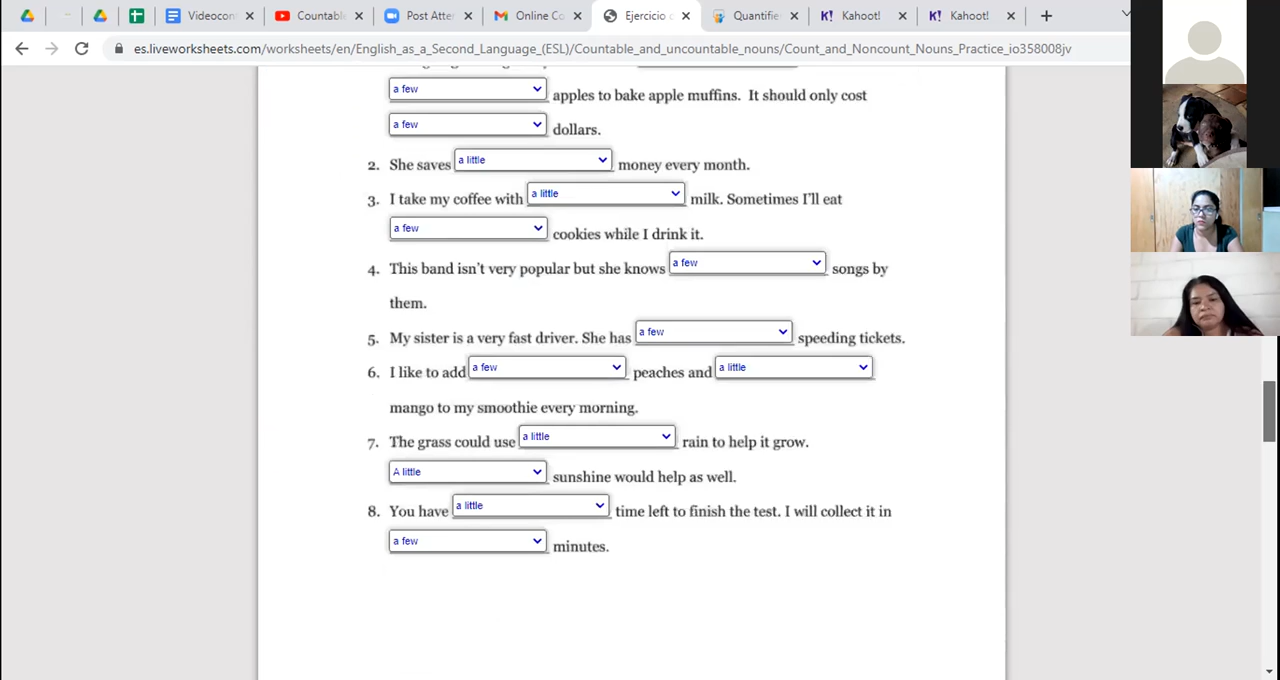 Videocon
Countable
Post Atter
Online Co
Ejercicio d
Quantifie
Kahoot!
Kahoot!
es.liveworksheets.com/worksheets/en/English_as_a_Second_Language_(ESL)/Countable_and_uncountable_nouns/Count_and_Noncount_Nouns_Practice_io358008jv
a few apples to bake apple muffins. It should only cost
a few dollars.
2. She saves a little money every month.
3. I take my coffee with a little milk. Sometimes I'll eat
a few cookies while I drink it.
4. This band isn't very popular but she knows a few songs by
them.
5. My sister is a very fast driver. She has a few speeding tickets.
6. I like to add a few peaches and a little
mango to my smoothie every morning.
7. The grass could use a little rain to help it grow.
A little sunshine would help as well.
8. You have a little time left to finish the test. I will collect it in
a few minutes.